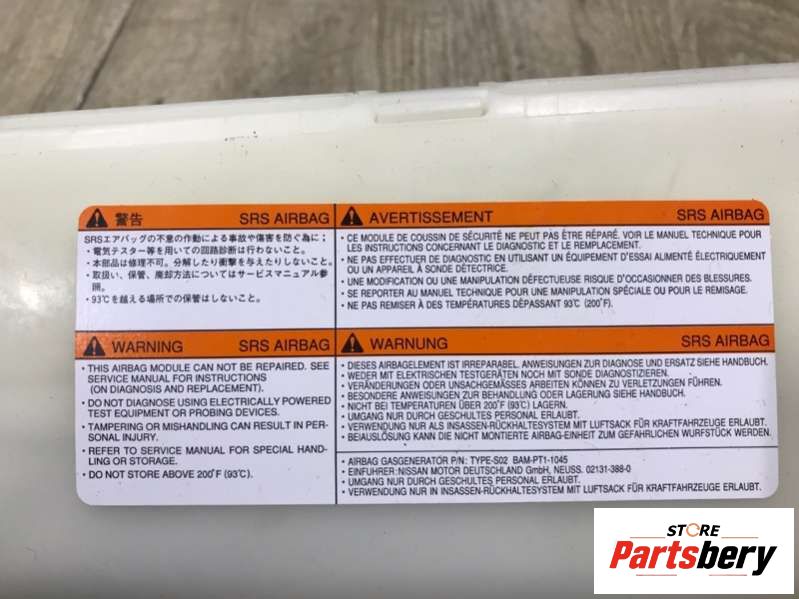 警告 SRS AIRBAG
SRSエアバッグの不意の作動による事故や傷害を防ぐ為に；
・電気テスター等を用いての回路診断は行わないこと。
・本部品は修理不可。分解したり衝撃を与えたりしないこと。
・取扱い、保管、廃却方法についてはサービスマニュアル参
照。
・93℃を越える場所での保管はしないこと。
AVERTISSEMENT SRS AIRBAG
• CE MODULE DE COUSSIN DE SÉCURITÉ NE PEUT PAS ÊTRE RÉPARÉ. VOIR LE MANUEL TECHNIQUE POUR
LES INSTRUCTIONS CONCERNANT LE DIAGNOSTIC ET LE REMPLACEMENT.
• NE PAS EFFECTUER DE DIAGNOSTIC EN UTILISANT UN ÉQUIPEMENT D'ESSAI ALIMENTÉ ÉLECTRIQUEMENT
OU UN APPAREIL À SONDE DÉTECTRICE.
• UNE MODIFICATION OU UNE MANIPULATION DÉFECTUEUSE RISQUE D'OCCASIONNER DES BLESSURES.
• SE REPORTER AU MANUEL TECHNIQUE POUR UNE MANIPULATION SPÉCIALE OU POUR LE REMISAGE.
• NE PAS REMISER À DES TEMPÉRATURES DÉPASSANT 93℃ (200°F).
WARNING SRS AIRBAG
• THIS AIRBAG MODULE CAN NOT BE REPAIRED. SEE
SERVICE MANUAL FOR INSTRUCTIONS
(ON DIAGNOSIS AND REPLACEMENT).
• DO NOT DIAGNOSE USING ELECTRICALLY POWERED
TEST EQUIPMENT OR PROBING DEVICES.
• TAMPERING OR MISHANDLING CAN RESULT IN PER-
SONAL INJURY.
• REFER TO SERVICE MANUAL FOR SPECIAL HAND-
LING OR STORAGE.
• DO NOT STORE ABOVE 200°F (93℃).
WARNUNG SRS AIRBAG
• DIESES AIRBAGELEMENT IST IRREPARABEL. ANWEISUNGEN ZUR DIAGNOSE UND ERSATZ SIEHE HANDBUCH.
• WEDER MIT ELEKTRISCHEN TESTGERÄTEN NOCH MIT SONDE DIAGNOSTIZIEREN.
• VERÄNDERUNGEN ODER UNSACHGEMÄSSES ARBEITEN KÖNNEN ZU VERLETZUNGEN FÜHREN.
• BESONDERE ANWEISUNGEN ZUR BEHANDLUNG ODER LAGERUNG SIEHE HANDBUCH.
• NICHT BEI TEMPERATUREN ÜBER 200°F (93℃) LAGERN.
• UMGANG NUR DURCH GESCHULTES PERSONAL ERLAUBT.
• VERWENDUNG NUR ALS INSASSEN-RÜCKHALTESYSTEM MIT LUFTSACK FÜR KRAFTFAHRZEUGE ERLAUBT.
• BEIAUSLÖSUNG KANN DIE NICHT MONTIERTE AIRBAG-EINHEIT ZUM GEFÄHRLICHEN WURFSTÜCK WERDEN.
• AIRBAG GASGENERATOR P/N: TYPE-S02 BAM-PT1-1045
• EINFÜHRER:NISSAN MOTOR DEUTSCHLAND GmbH, NEUSS. 02131-388-0
• UMGANG NUR DURCH GESCHULTES PERSONAL ERLAUBT.
• VERWENDUNG NUR IN INSASSEN-RÜCKHALTESYSTEM MIT LUFTSACK FÜR KRAFTFAHRZEUGE ERLAUBT.
STORE
Partsbery